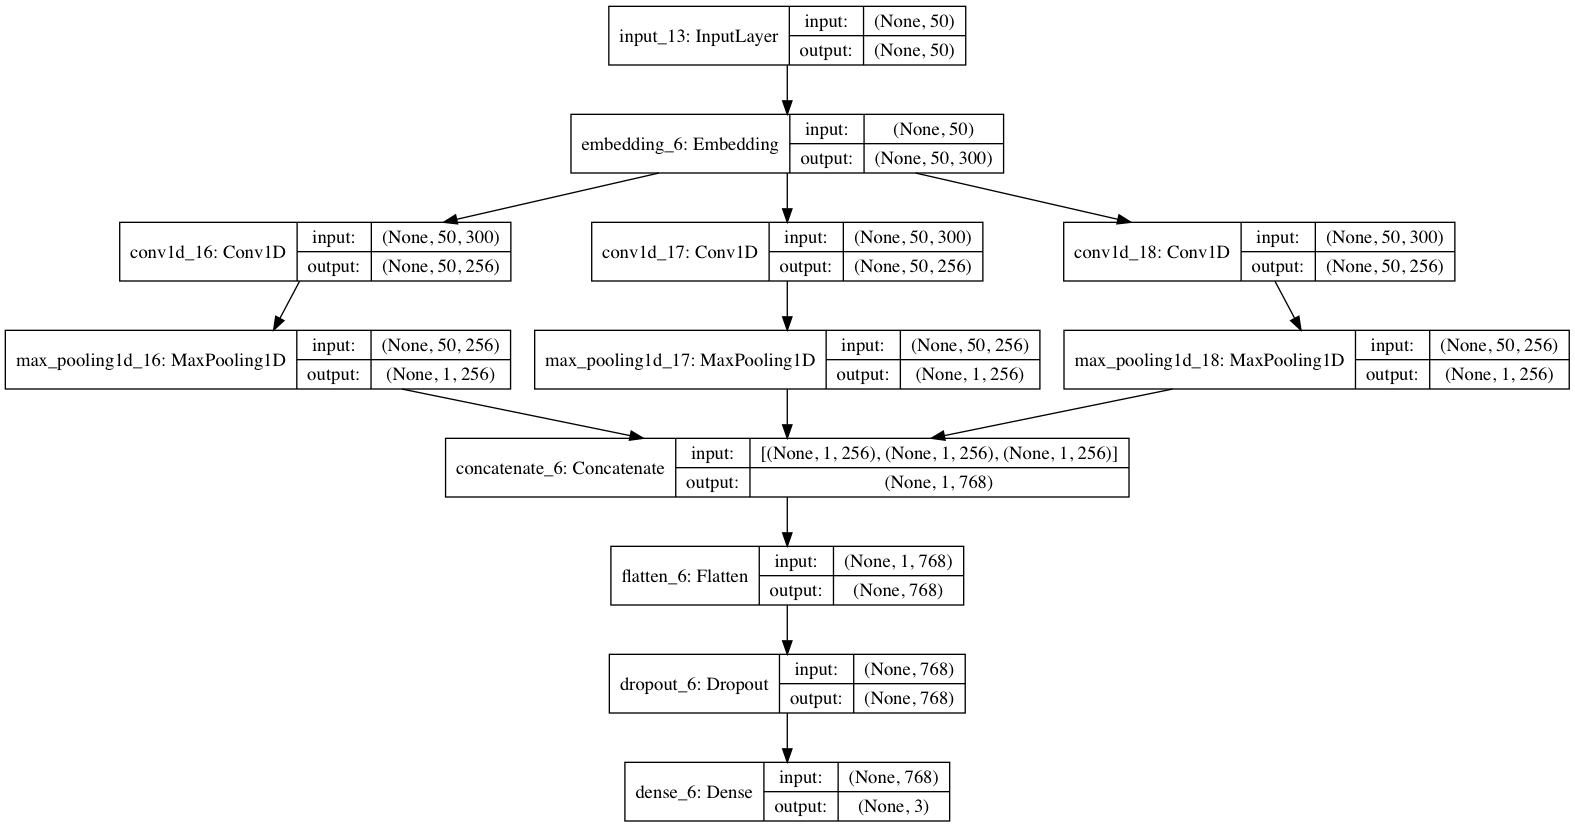 input_13: InputLayer
input:
(None, 50)
output:
(None, 50)
embedding_6: Embedding
input:
(None, 50)
output:
(None, 50, 300)
conv1d_16: Conv1D
input:
(None, 50, 300)
output:
(None, 50, 256)
conv1d_17: Conv1D
input:
(None, 50, 300)
output:
(None, 50, 256)
conv1d_18: Conv1D
input:
(None, 50, 300)
output:
(None, 50, 256)
max_pooling1d_16: MaxPooling1D
input:
(None, 50, 256)
output:
(None, 1, 256)
max_pooling1d_17: MaxPooling1D
input:
(None, 50, 256)
output:
(None, 1, 256)
max_pooling1d_18: MaxPooling1D
input:
(None, 50, 256)
output:
(None, 1, 256)
concatenate_6: Concatenate
input:
[(None, 1, 256), (None, 1, 256), (None, 1, 256)]
output:
(None, 1, 768)
flatten_6: Flatten
input:
(None, 1, 768)
output:
(None, 768)
dropout_6: Dropout
input:
(None, 768)
output:
(None, 768)
dense_6: Dense
input:
(None, 768)
output:
(None, 3)